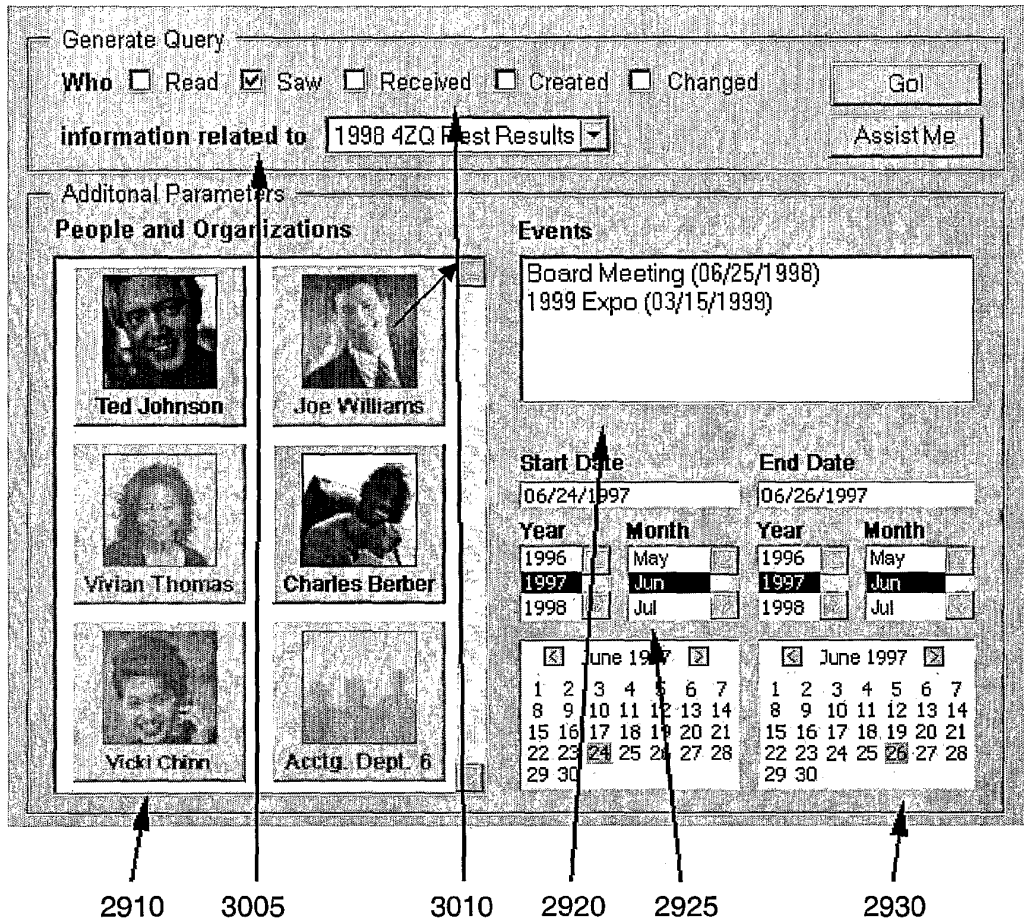 Generate Query
Who Read Saw Received Created Changed Go!
information related to 1998 4ZQ Results Assist Me
Additonal Parameters
People and Organizations
Ted Johnson Joe Williams
Vivian Thomas Charles Berber
Vicki Chinn Acctg. Dept. 6
Events
Board Meeting (06/25/1998)
1999 Expo (03/15/1999)
Start Date End Date
06/24/1997 06/26/1997
Year Month Year Month
1996 May 1996 May
1997 Jun 1997 Jun
1998 Jul 1998 Jul
< June 1997 > < June 1997 >
1 2 3 4 5 6 7 1 2 3 4 5 6 7
8 9 10 11 12 13 14 8 9 10 11 12 13 14
15 16 17 18 19 20 21 15 16 17 18 19 20 21
22 23 24 25 26 27 28 22 23 24 25 26 27 28
29 30 29 30
2910 3005 3010 2920 2925 2930